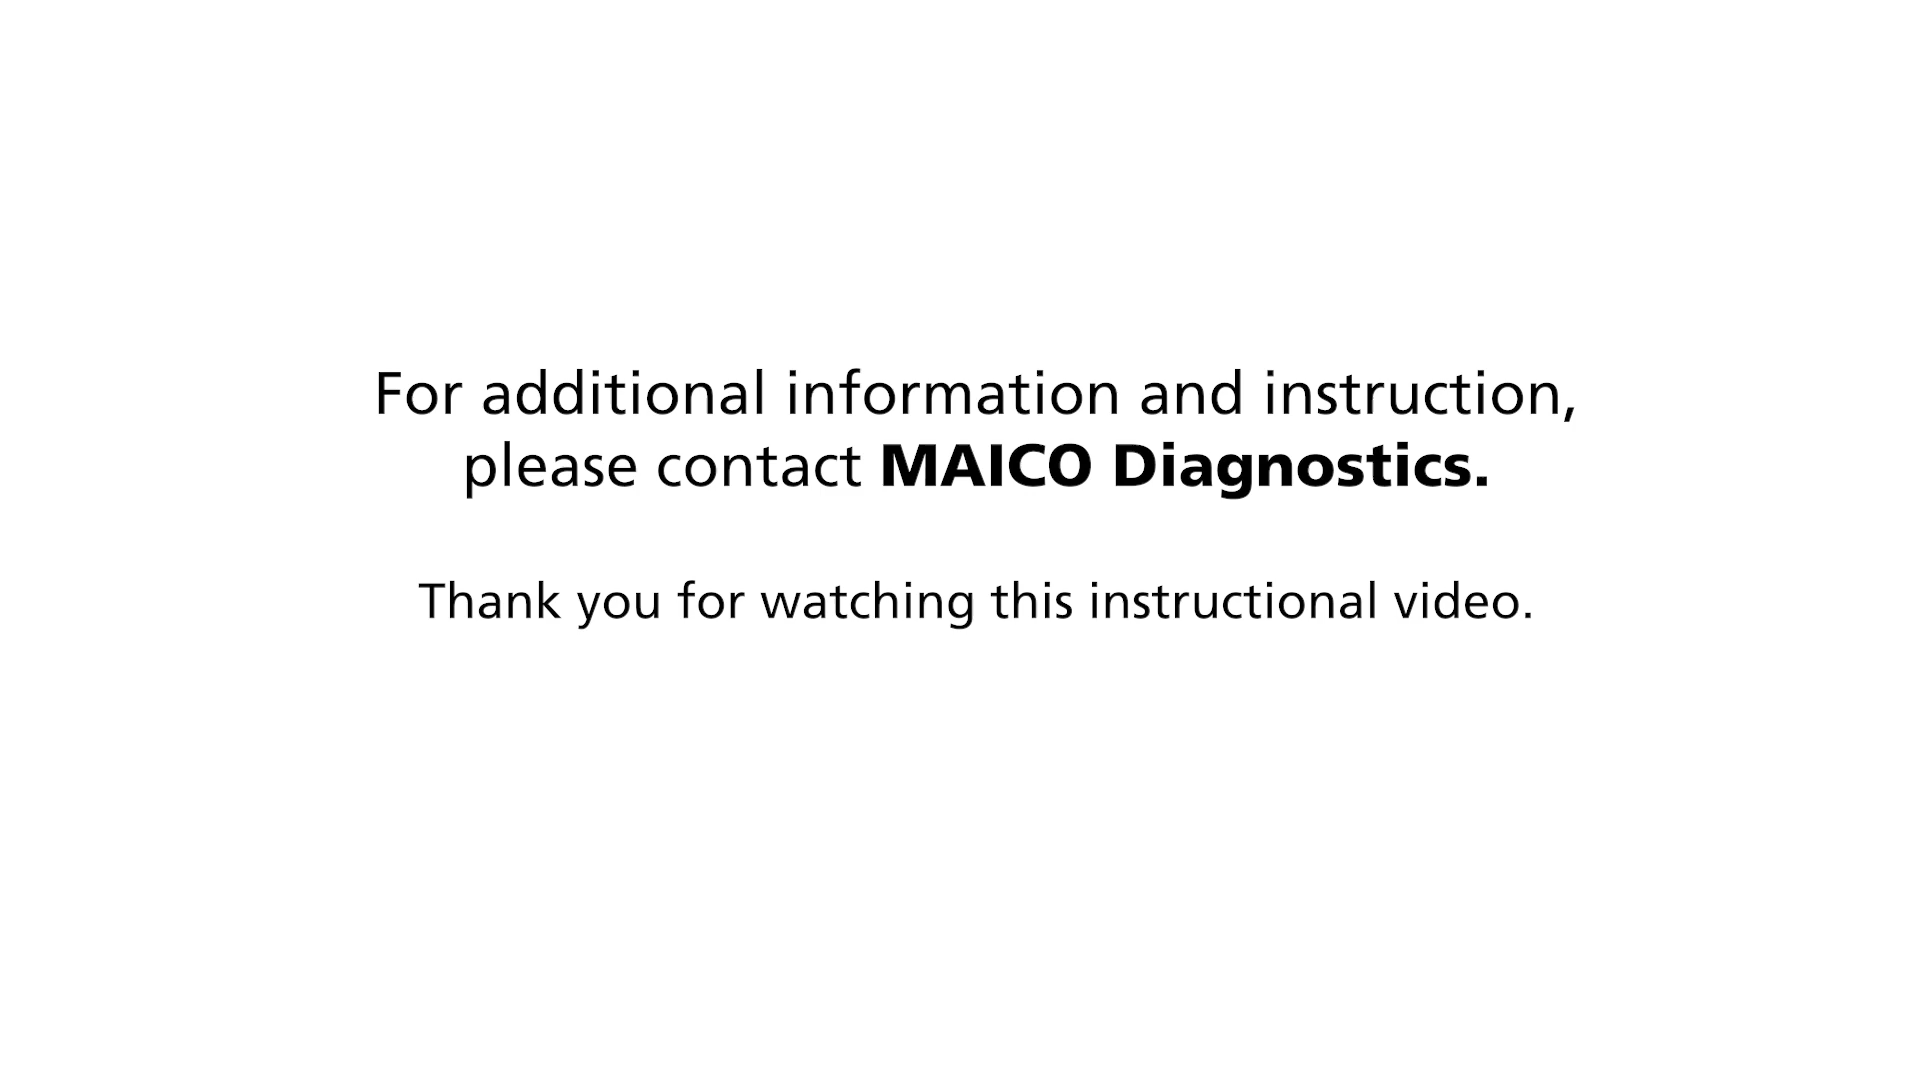 For additional information and instruction,
please contact MAICO Diagnostics.
Thank you for watching this instructional video.